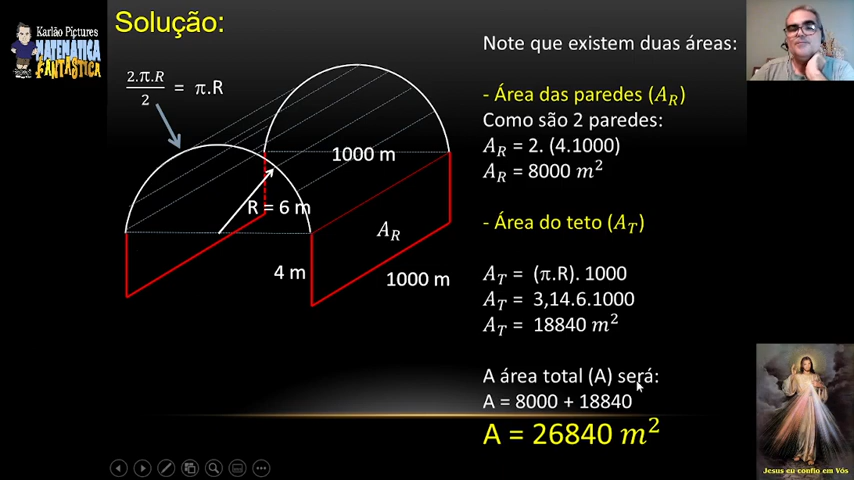 Solução:
Karlão Pictures
MATEMÁTICA
FANTÁSTICA
2.π.R
2
= π.R
1000 m
R = 6 m
A_R
4 m
1000 m
Note que existem duas áreas:
- Área das paredes (A_R)
Como são 2 paredes:
A_R = 2. (4.1000)
A_R = 8000 m²
- Área do teto (A_T)
A_T = (π.R). 1000
A_T = 3,14.6.1000
A_T = 18840 m²
A área total (A) será:
A = 8000 + 18840
A = 26840 m²
Jesus eu confio em Vós